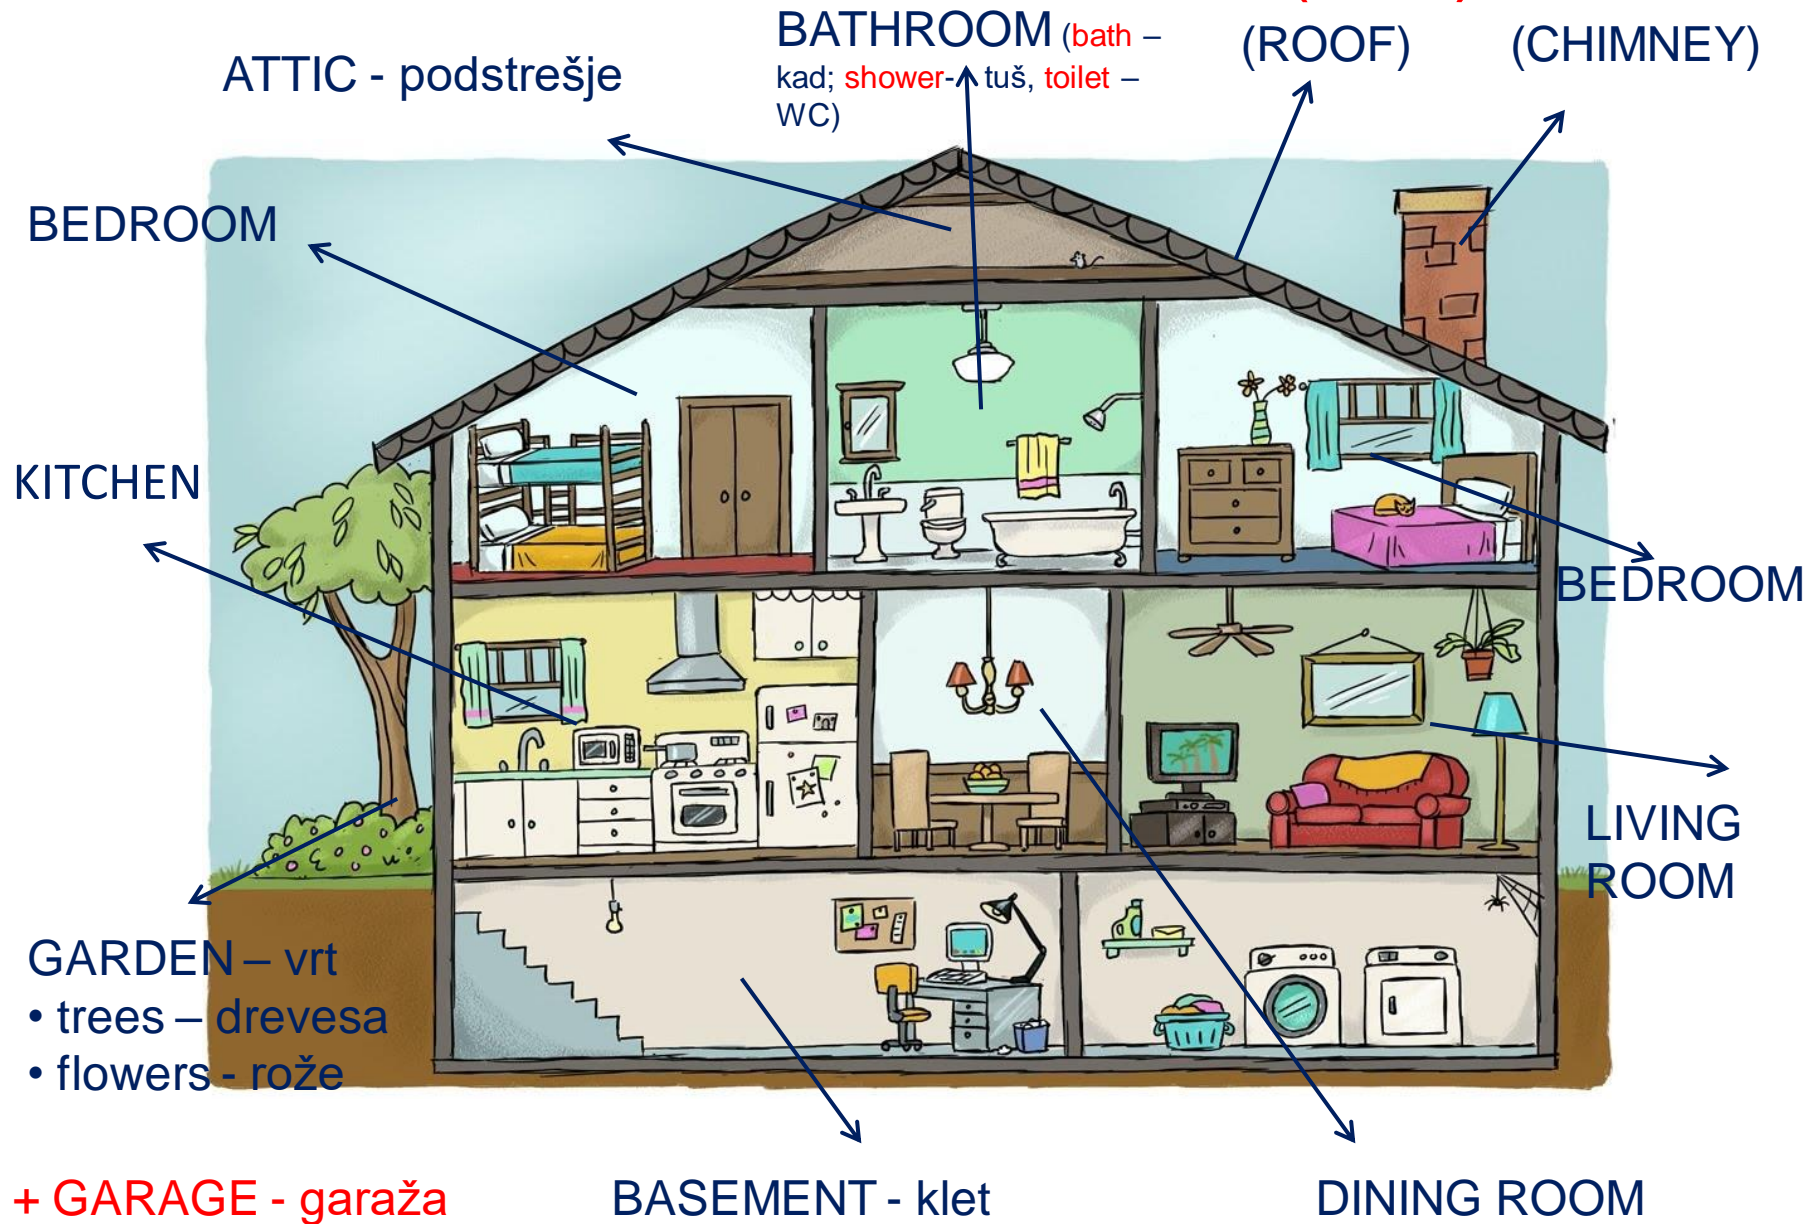 ATTIC - podstrešje
BATHROOM (bath –
kad; shower- tuš, toilet –
WC)
(ROOF)
(CHIMNEY)
BEDROOM
KITCHEN
BEDROOM
LIVING
ROOM
GARDEN – vrt
• trees – drevesa
• flowers - rože
+ GARAGE - garaža
BASEMENT - klet
DINING ROOM